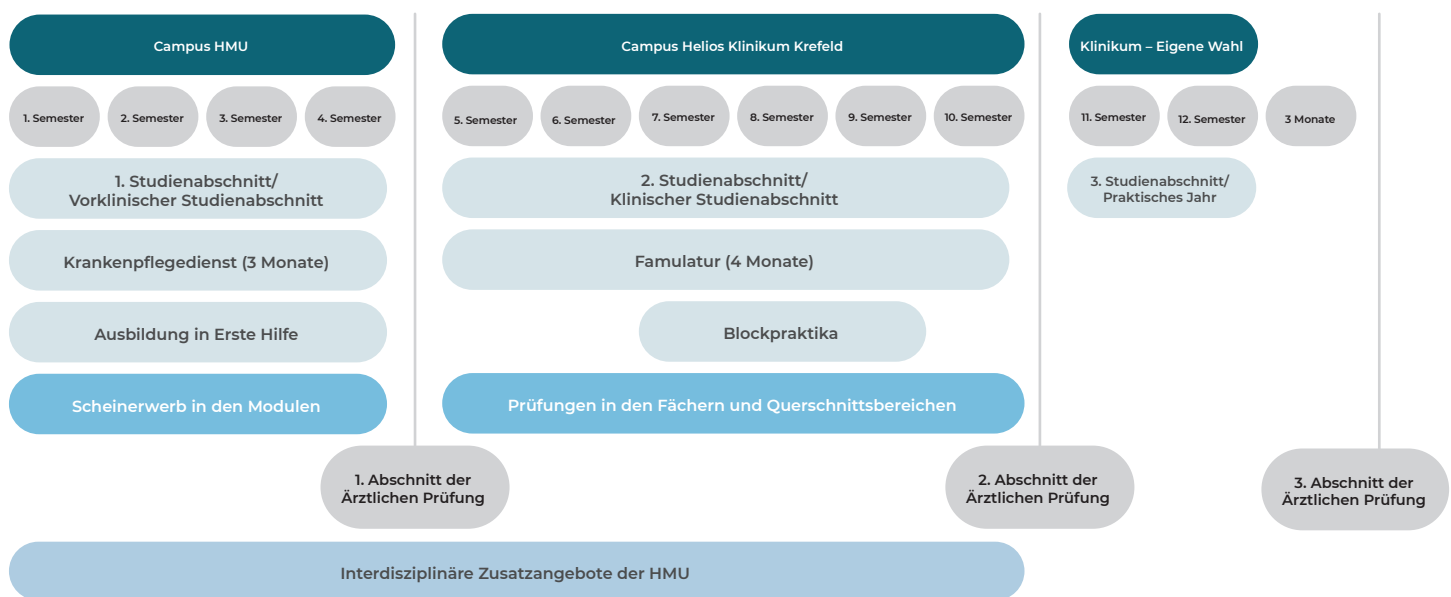 Campus HMU
Campus Helios Klinikum Krefeld
Klinikum – Eigene Wahl
1. Semester
2. Semester
3. Semester
4. Semester
5. Semester
6. Semester
7. Semester
8. Semester
9. Semester
10. Semester
11. Semester
12. Semester
3 Monate
1. Studienabschnitt/
Vorklinischer Studienabschnitt
2. Studienabschnitt/
Klinischer Studienabschnitt
3. Studienabschnitt/
Praktisches Jahr
Krankenpflegedienst (3 Monate)
Famulatur (4 Monate)
Ausbildung in Erste Hilfe
Blockpraktika
Scheinerwerb in den Modulen
Prüfungen in den Fächern und Querschnittsbereichen
1. Abschnitt der
Ärztlichen Prüfung
2. Abschnitt der
Ärztlichen Prüfung
3. Abschnitt der
Ärztlichen Prüfung
Interdisziplinäre Zusatzangebote der HMU